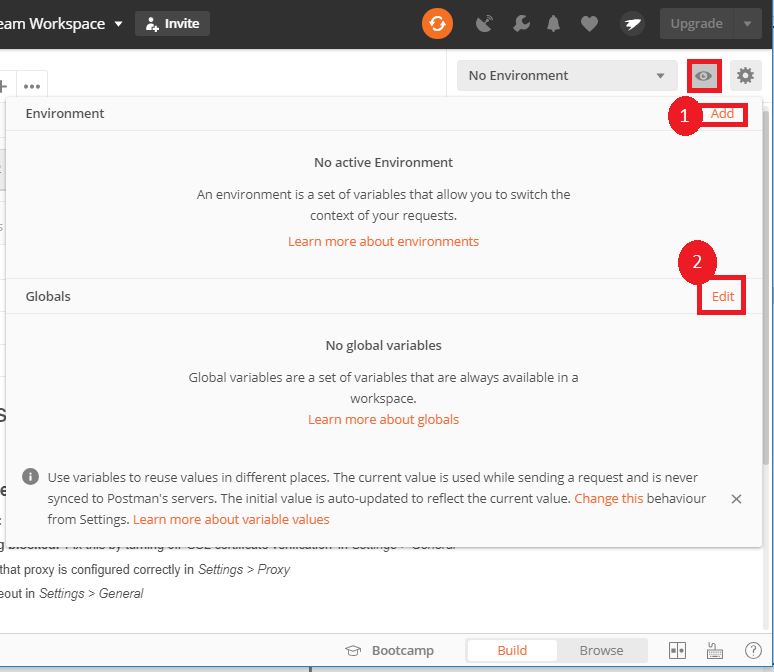 eam Workspace
Invite
Upgrade
No Environment
Environment
1
Add
No active Environment
An environment is a set of variables that allow you to switch the
context of your requests.
Learn more about environments
2
Globals
Edit
No global variables
Global variables are a set of variables that are always available in a
workspace.
Learn more about globals
Use variables to reuse values in different places. The current value is used while sending a request and is never
synced to Postman's servers. The initial value is auto-updated to reflect the current value. Change this behaviour
from Settings. Learn more about variable values
that proxy is configured correctly in Settings > Proxy
eout in Settings > General
Bootcamp
Build
Browse